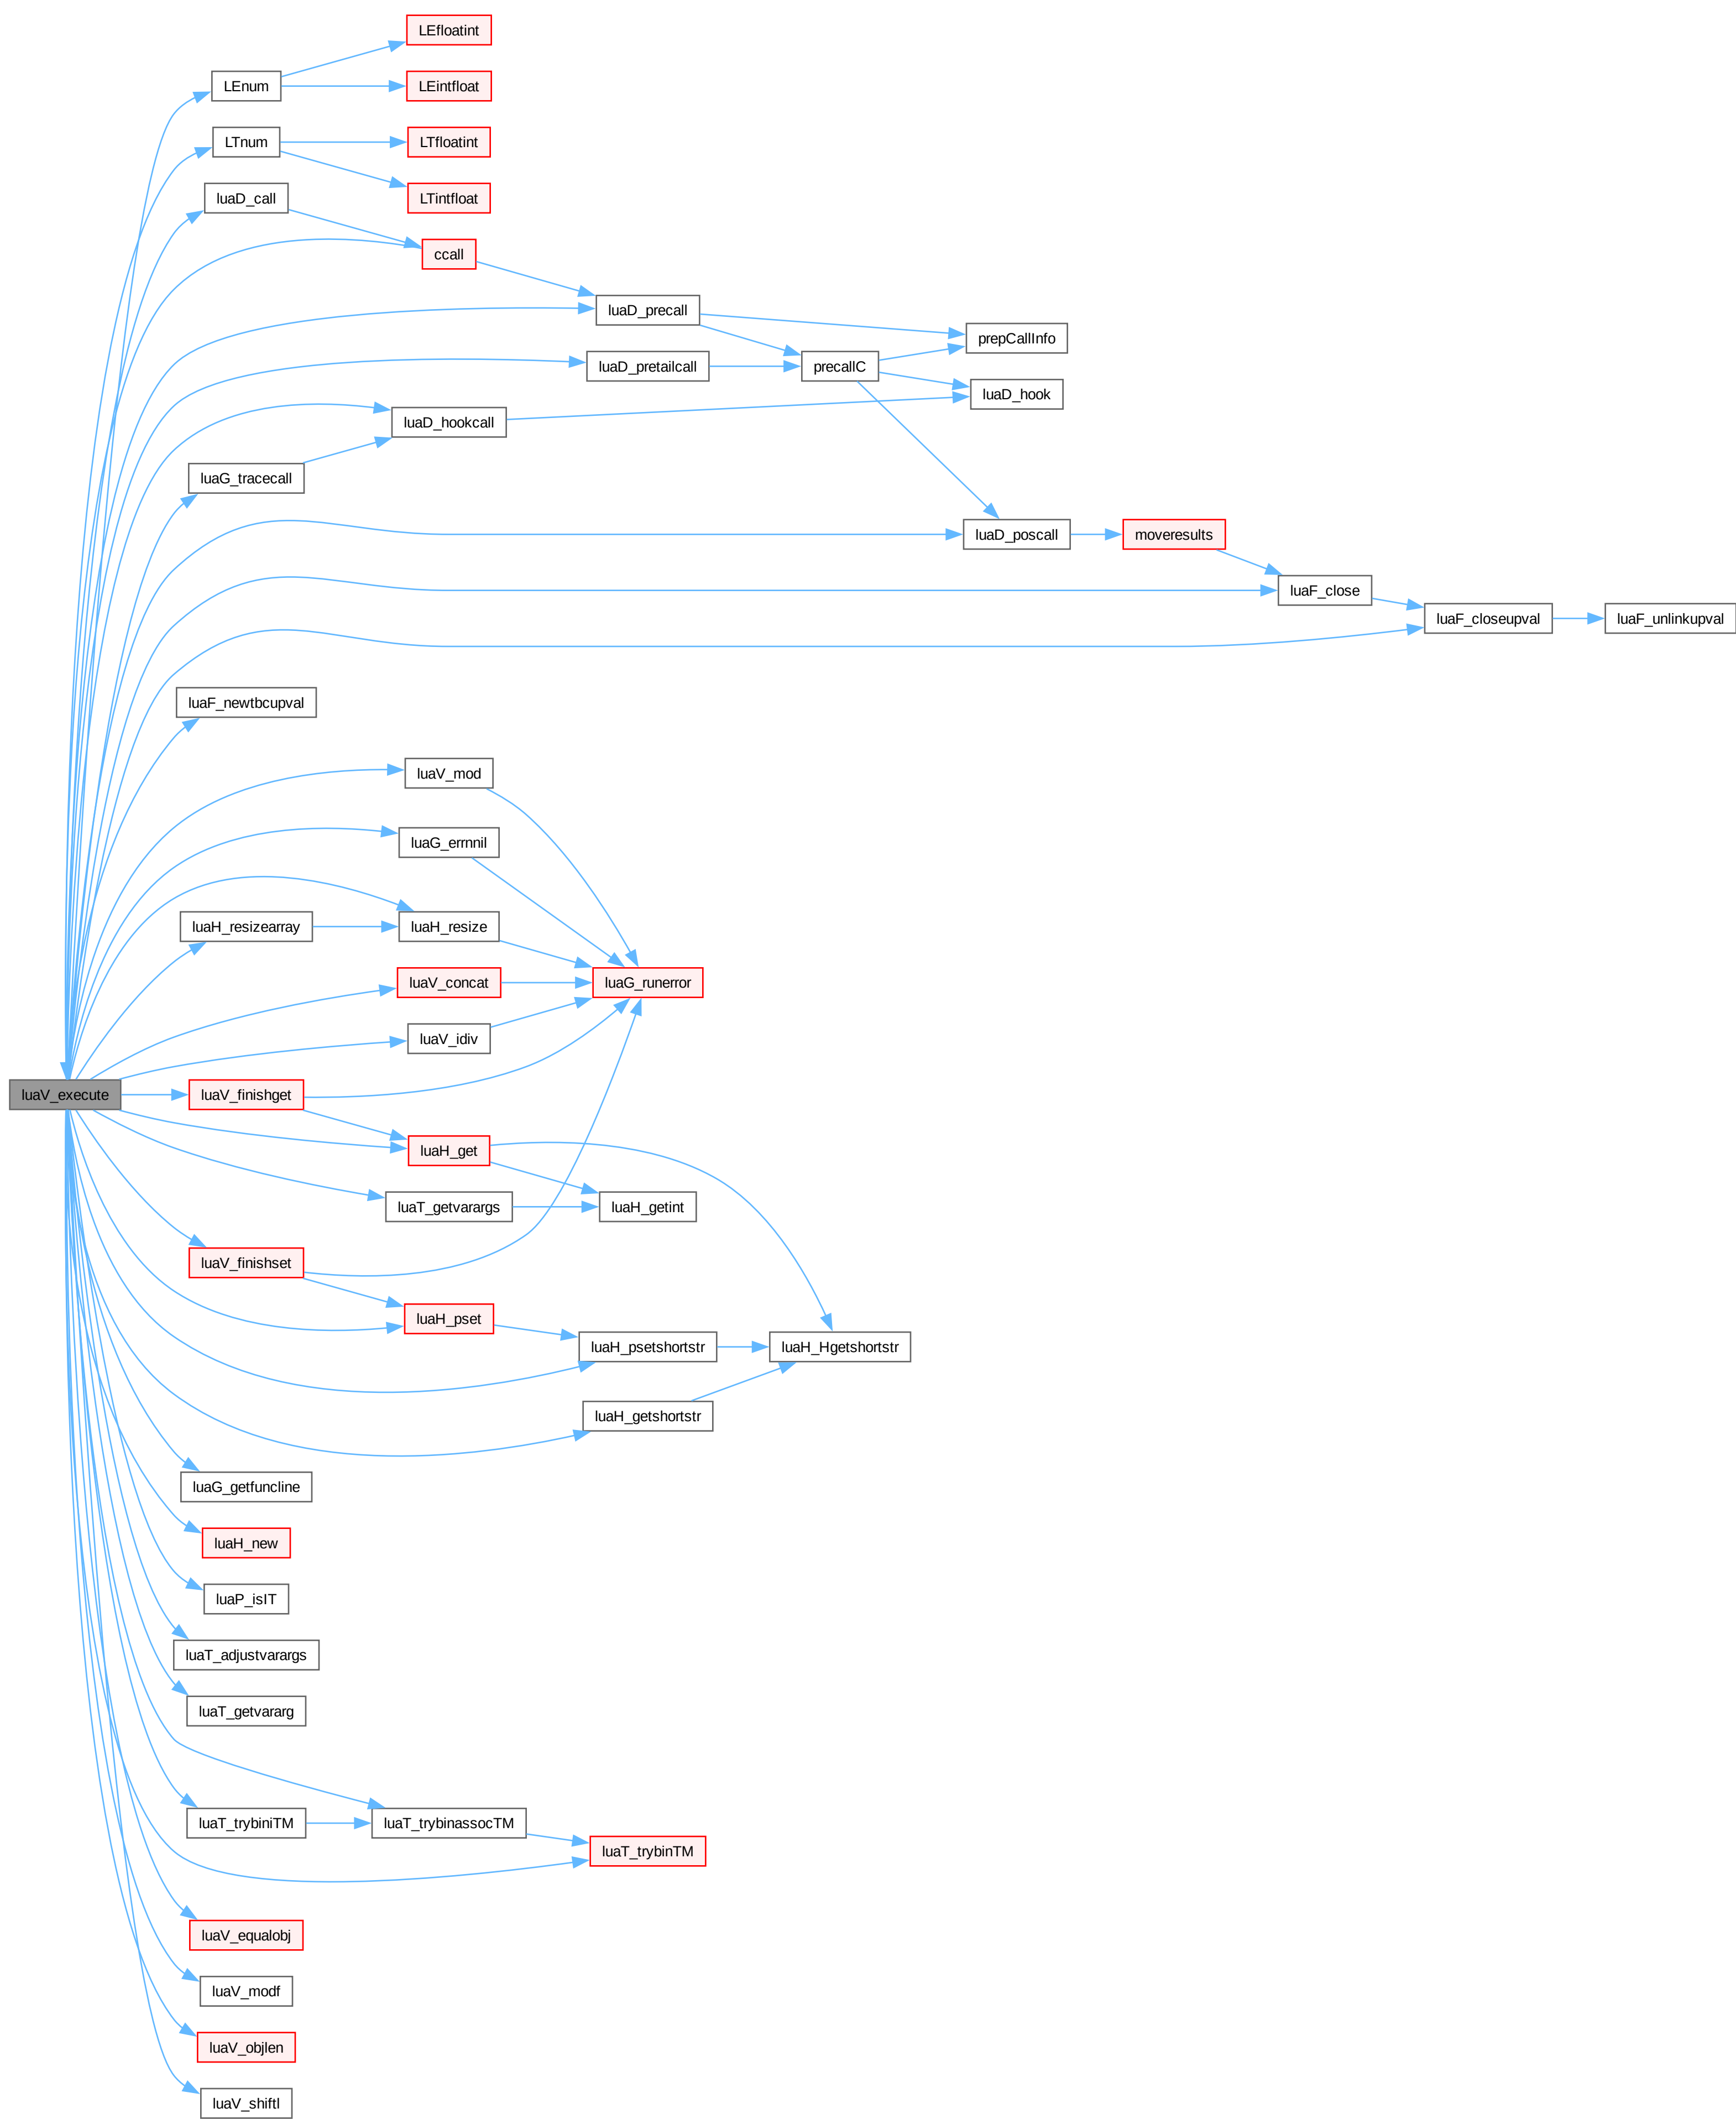 LEfloatint
LEnum
LEintfloat
LTnum
LTfloatint
luaD_call
LTintfloat
ccall
luaD_precall
prepCallInfo
luaD_pretailcall
precallC
luaD_hook
luaD_hookcall
luaG_tracecall
luaD_poscall
moveresults
luaF_close
luaF_closeupval
luaF_unlinkupval
luaF_newtbcupval
luaV_mod
luaG_errnnil
luaH_resizearray
luaH_resize
luaV_concat
luaG_runerror
luaV_idiv
luaV_execute
luaV_finishget
luaH_get
luaT_getvarargs
luaH_getint
luaV_finishset
luaH_pset
luaH_psetshortstr
luaH_Hgetshortstr
luaH_getshortstr
luaG_getfuncline
luaH_new
luaP_isIT
luaT_adjustvarargs
luaT_getvararg
luaT_trybiniTM
luaT_trybinassocTM
luaT_trybinTM
luaV_equalobj
luaV_modf
luaV_objlen
luaV_shiftl